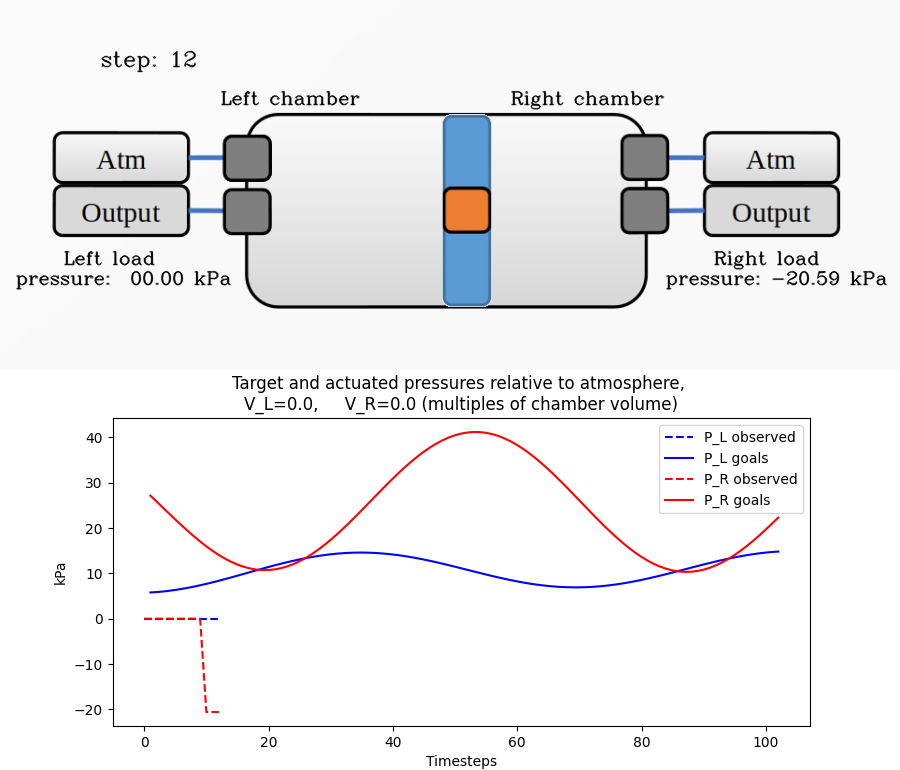 step: 12
Left chamber
Right chamber
Atm
Atm
Output
Output
Left load
pressure: 00.00 kPa
Right load
pressure: −20.59 kPa
Target and actuated pressures relative to atmosphere,
V_L=0.0, V_R=0.0 (multiples of chamber volume)
40
30
20
10
0
−10
−20
kPa
P_L observed
P_L goals
P_R observed
P_R goals
0 20 40 60 80 100
Timesteps